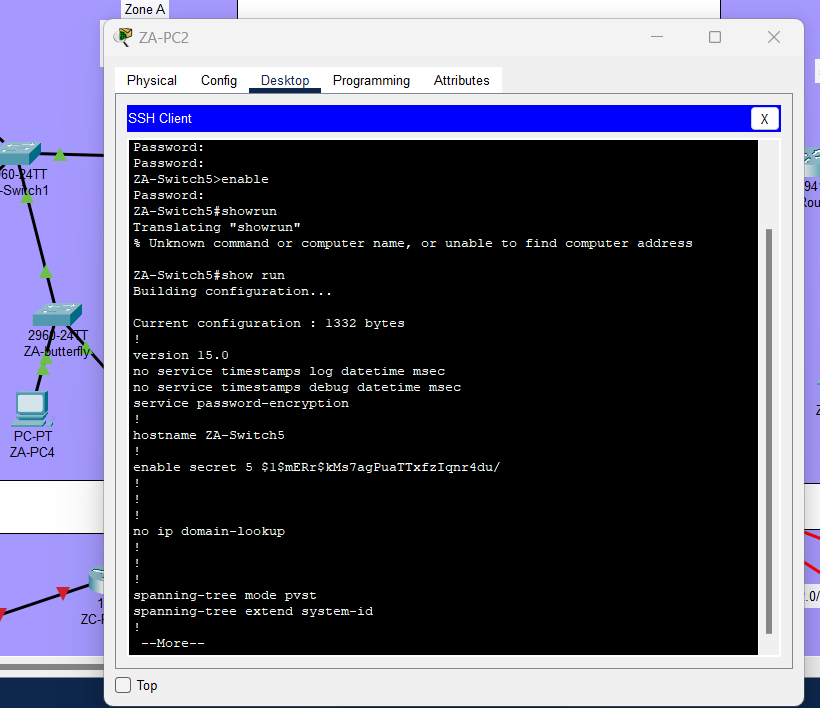 Zone A
ZA-PC2
Physical Config Desktop Programming Attributes
SSH Client X
Password:
Password:
ZA-Switch5>enable
Password:
ZA-Switch5#showrun
Translating "showrun"
% Unknown command or computer name, or unable to find computer address
ZA-Switch5#show run
Building configuration...
Current configuration : 1332 bytes
!
version 15.0
no service timestamps log datetime msec
no service timestamps debug datetime msec
service password-encryption
!
hostname ZA-Switch5
!
enable secret 5 $1$mERr$kMs7agPuaTTxfzIqnr4du/
!
!
!
no ip domain-lookup
!
!
!
spanning-tree mode pvst
spanning-tree extend system-id
!
--More--
Top
60-24TT
-Switch1
2960-24TT
ZA-butterfly
PC-PT
ZA-PC4